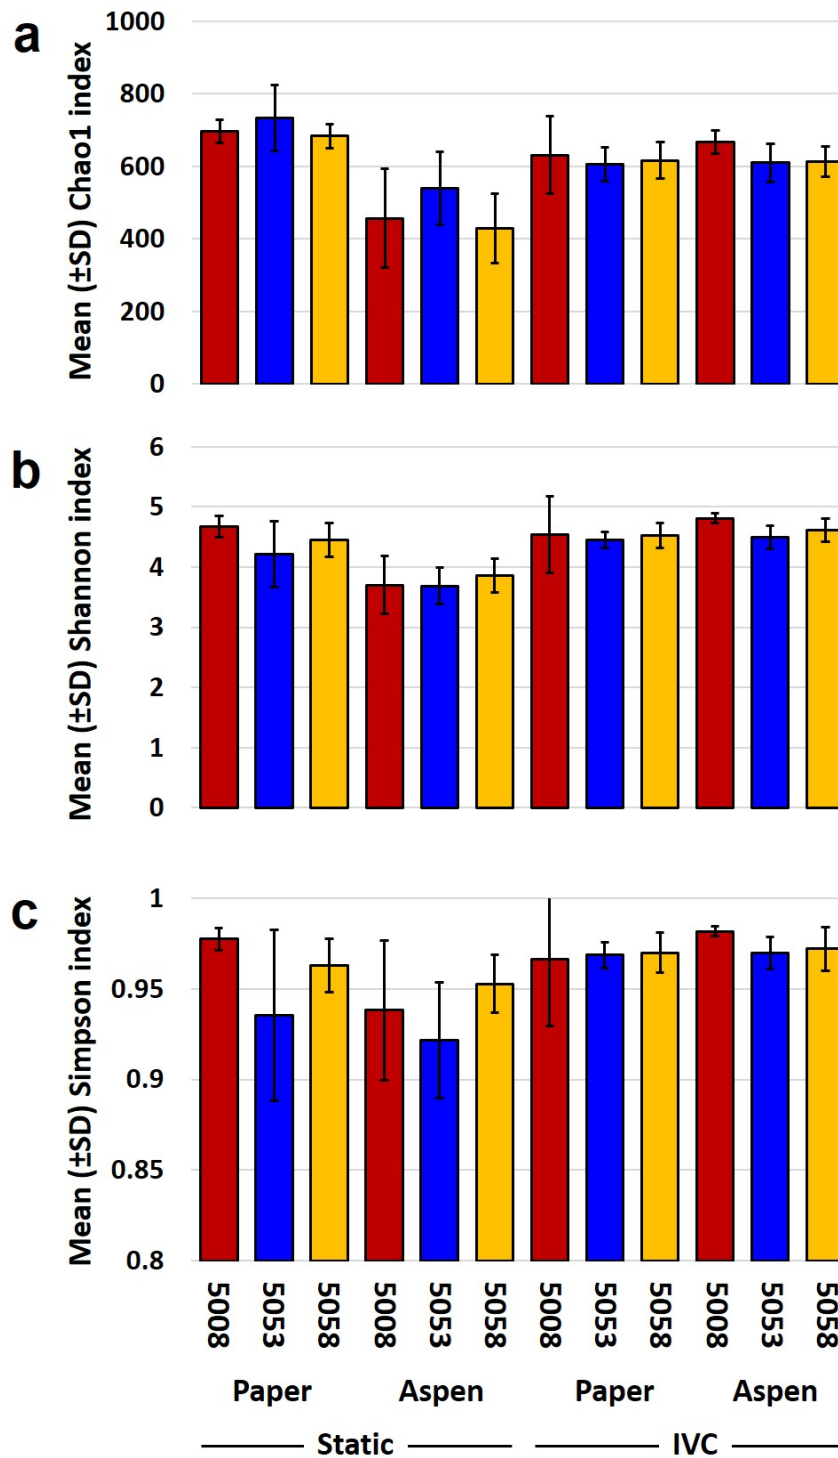 a
Mean (±SD) Chao1 index
1000
800
600
400
200
0
b
Mean (±SD) Shannon index
6
5
4
3
2
1
0
c
Mean (±SD) Simpson index
1
0.95
0.9
0.85
0.8
5008 5053 5058 5008 5053 5058 5008 5053 5058 5008 5053 5058
Paper Aspen Paper Aspen
Static IVC